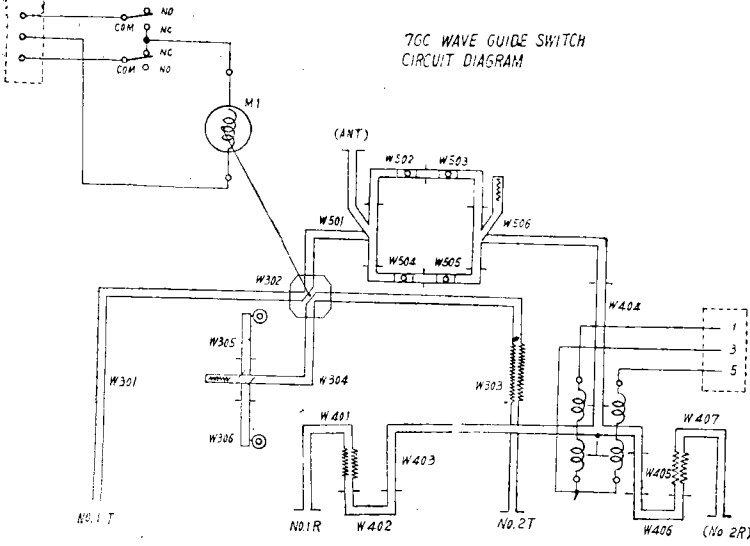 NO
COM
NC
NC
COM
NO
7GC WAVE GUIDE SWITCH
CIRCUIT DIAGRAM
M1
(ANT)
W502
W503
W501
W506
W504
W505
W302
W404
W305
1
3
5
W301
W304
W303
W306
W401
W403
W407
W405
NO.1T
NO.1R
W402
NO.2T
W406
(No 2R)